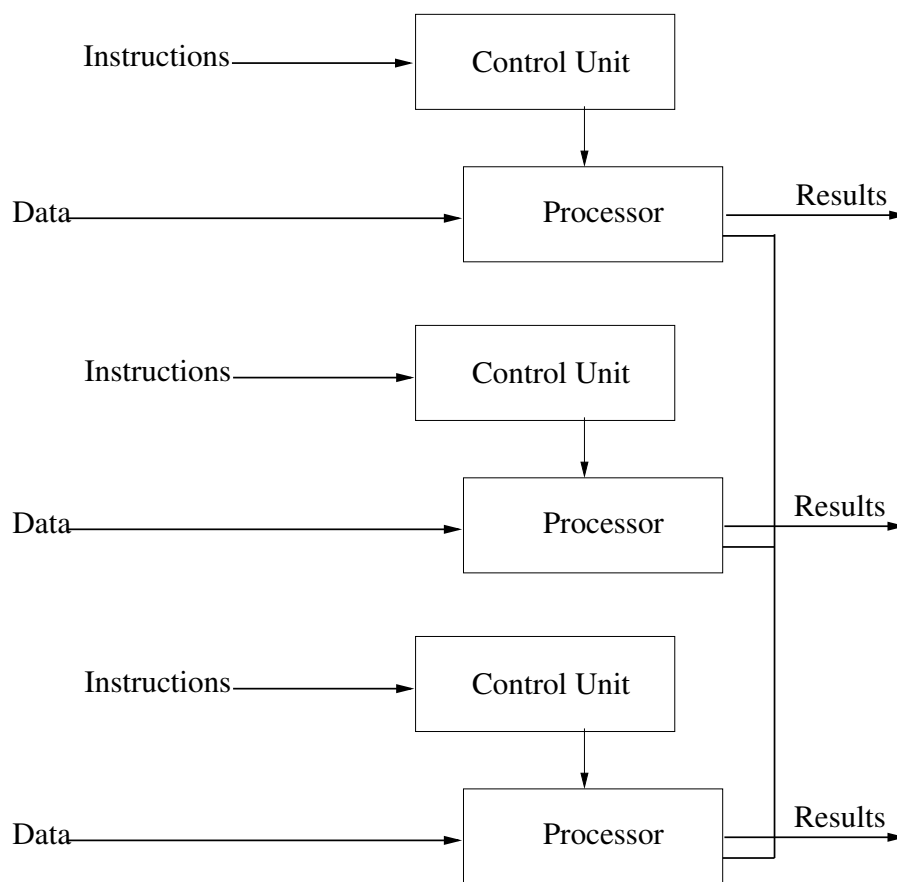 Instructions
Control Unit
Data
Processor
Results
Instructions
Control Unit
Data
Processor
Results
Instructions
Control Unit
Data
Processor
Results